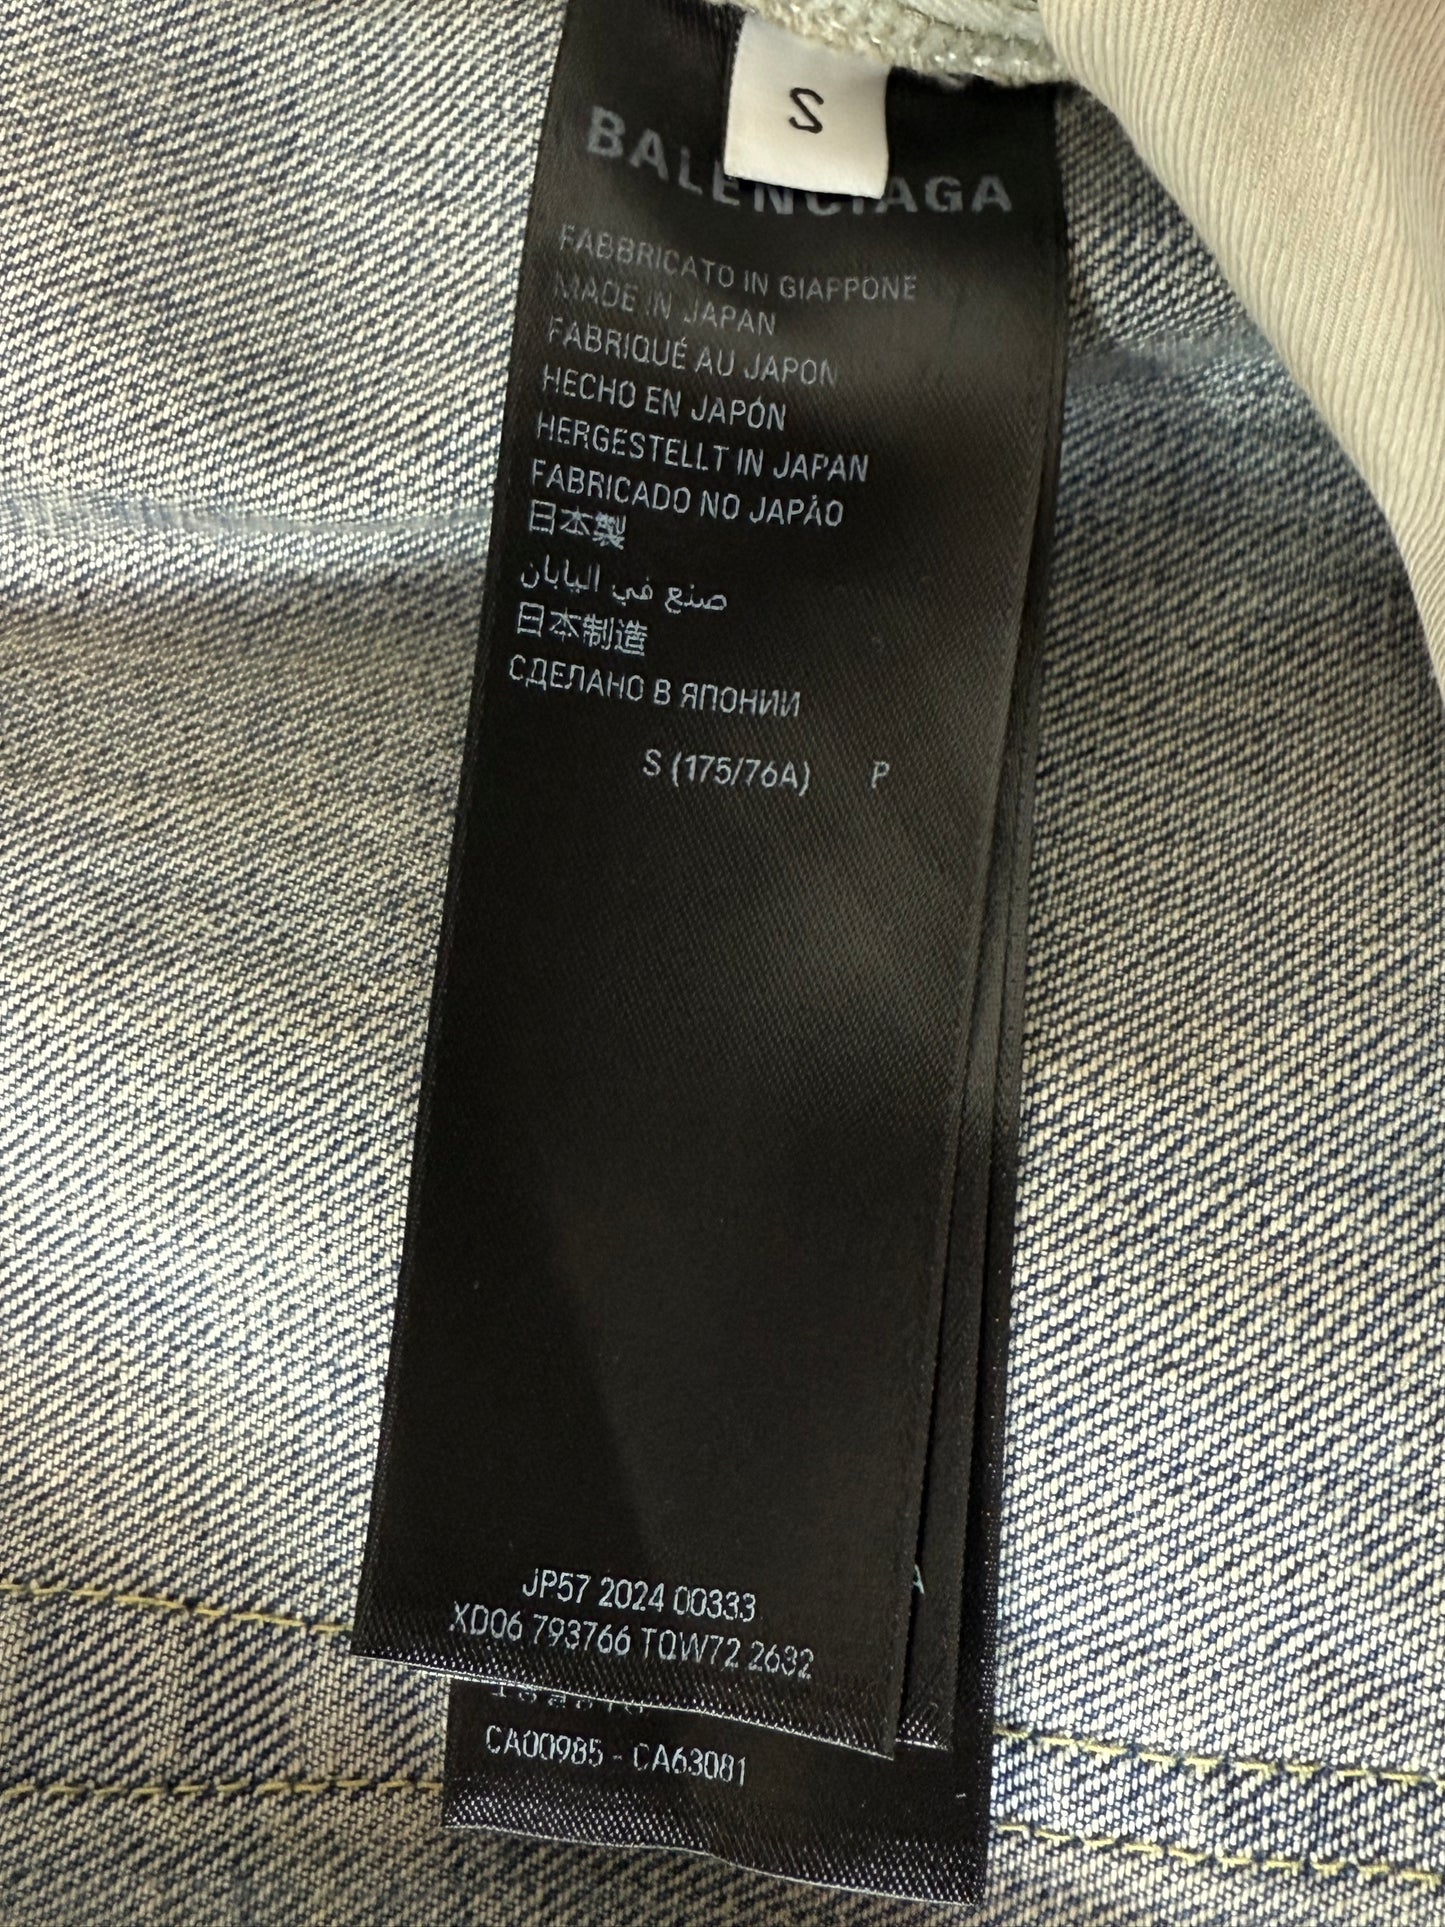 S
BALENCIAGA
FABBRICATO IN GIAPPONE
MADE IN JAPAN
FABRIQUÉ AU JAPON
HECHO EN JAPÓN
HERGESTELLT IN JAPAN
FABRICADO NO JAPÃO
日本製
صنع في اليابان
日本制造
СДЕЛАНО В ЯПОНИИ
S (175/76A) P
JP57 2024 00333
XD06 793766 TQW72 2632
CA00985 - CA63081